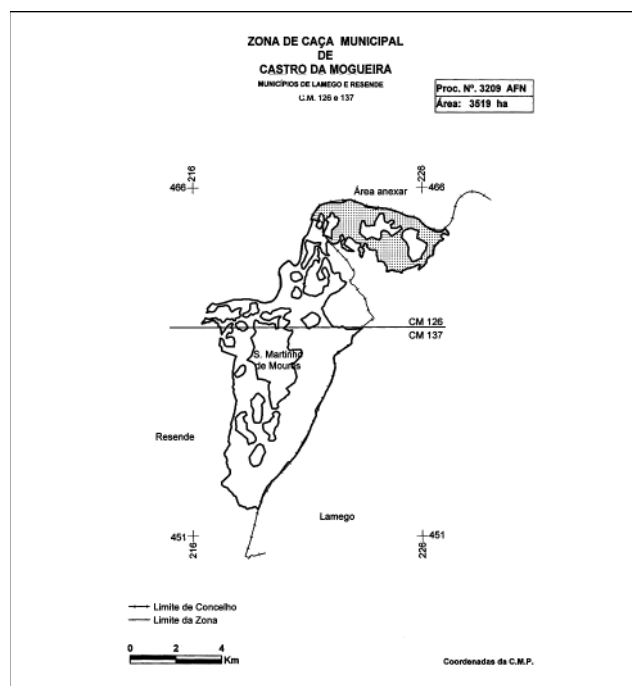 ZONA DE CAÇA MUNICIPAL
DE
CASTRO DA MOGUEIRA
MUNICÍPIOS DE LAMEGO E RESENDE
C.M. 126 e 137
Proc. Nº. 3209 AFN
Área: 3519 ha
216
226
466
Área anexar
466
CM 126
CM 137
S. Martinho
de Mouros
Resende
Lamego
451
451
216
226
Limite de Concelho
Limite da Zona
0 2 4
Km
Coordenadas da C.M.P.